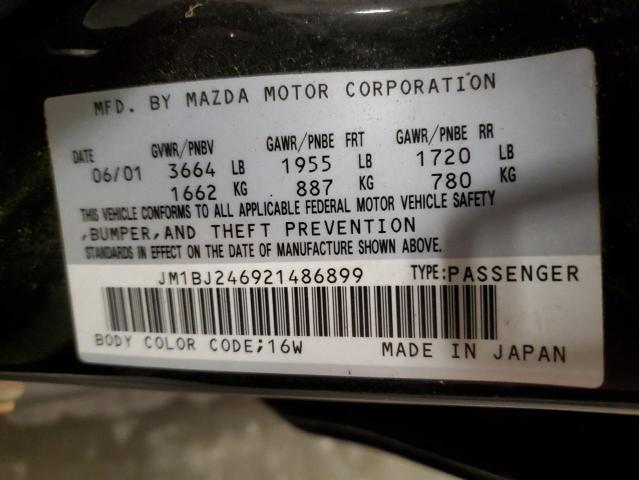 MFD. BY MAZDA MOTOR CORPORATION
DATE GVWR/PNBV GAWR/PNBE FRT GAWR/PNBE RR
06/01 3664 LB 1955 LB 1720 LB
1662 KG 887 KG 780 KG
THIS VEHICLE CONFORMS TO ALL APPLICABLE FEDERAL MOTOR VEHICLE SAFETY
,BUMPER,AND THEFT PREVENTION
STANDARDS IN EFFECT ON THE DATE OF MANUFACTURE SHOWN ABOVE.
JM1BJ246921486899 TYPE:PASSENGER
BODY COLOR CODE;16W MADE IN JAPAN